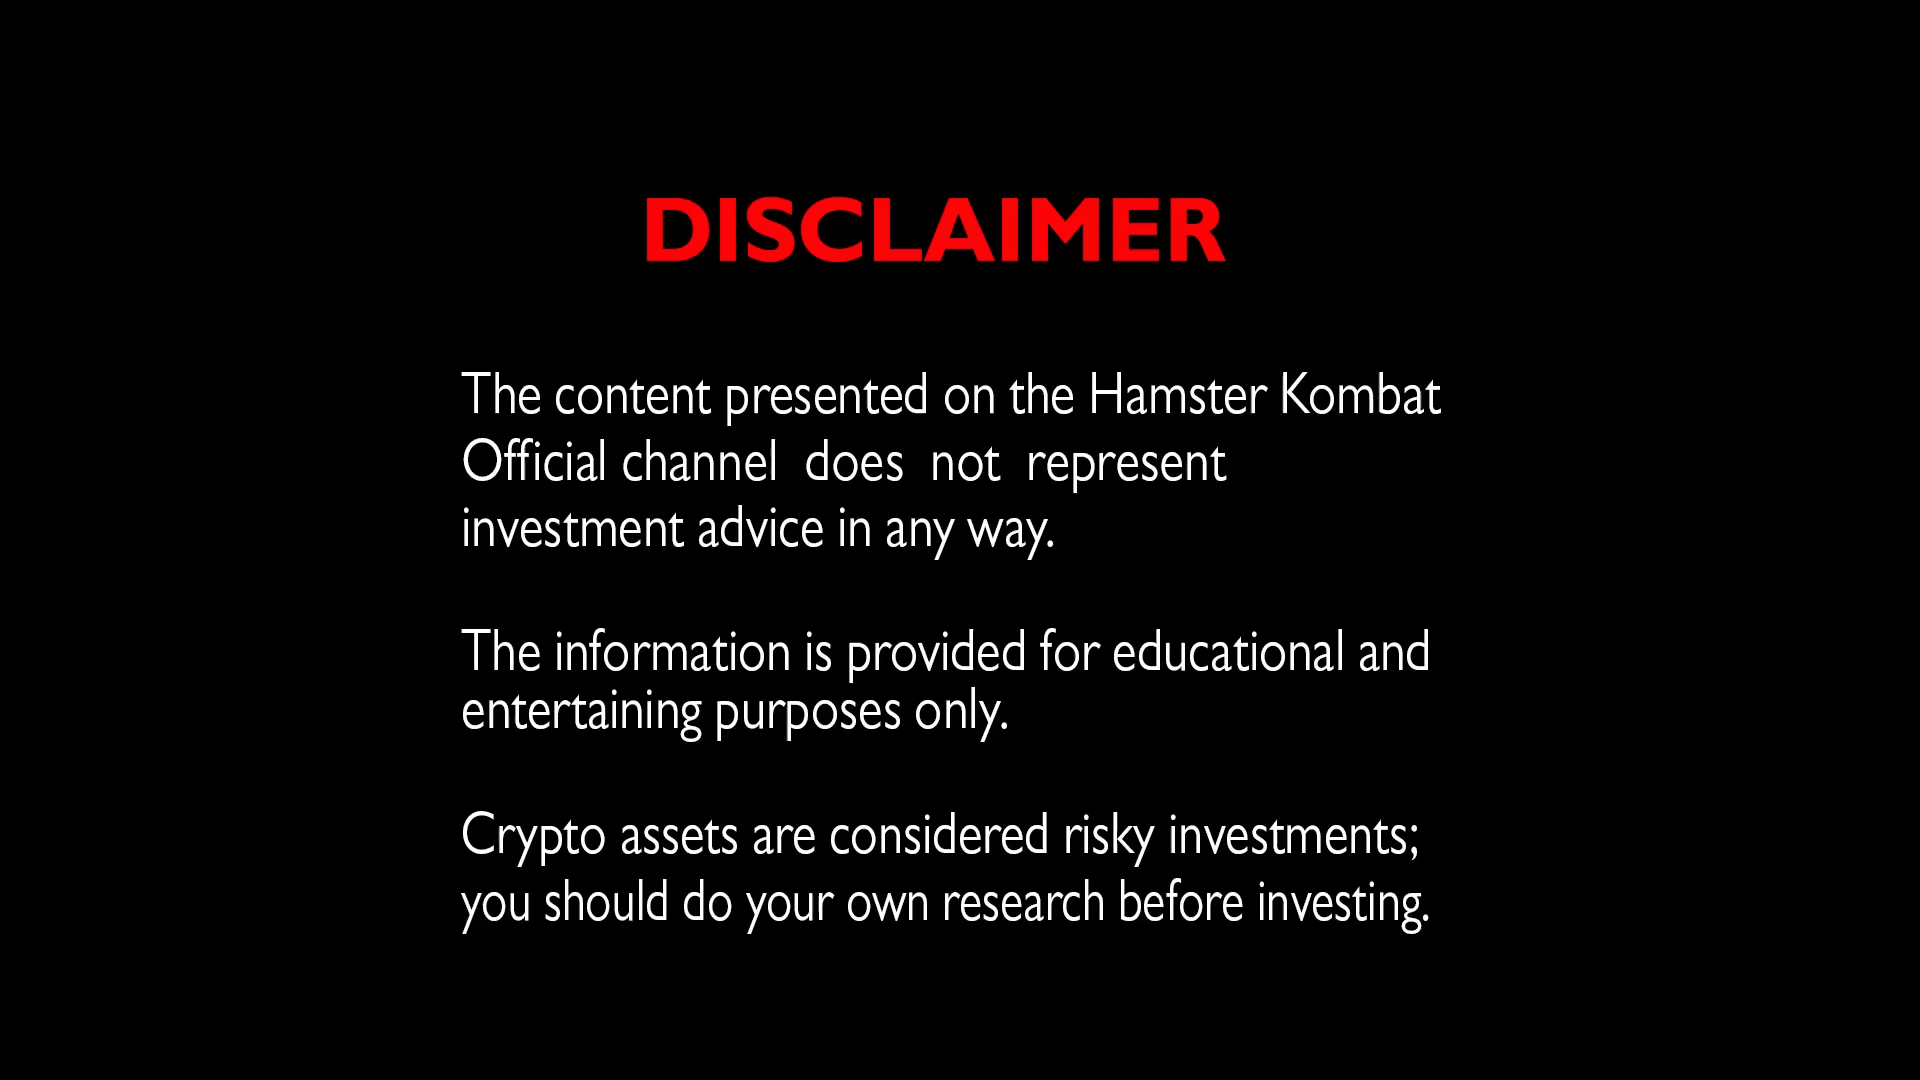 DISCLAIMER
The content presented on the Hamster Kombat
Official channel does not represent
investment advice in any way.
The information is provided for educational and
entertaining purposes only.
Crypto assets are considered risky investments;
you should do your own research before investing.